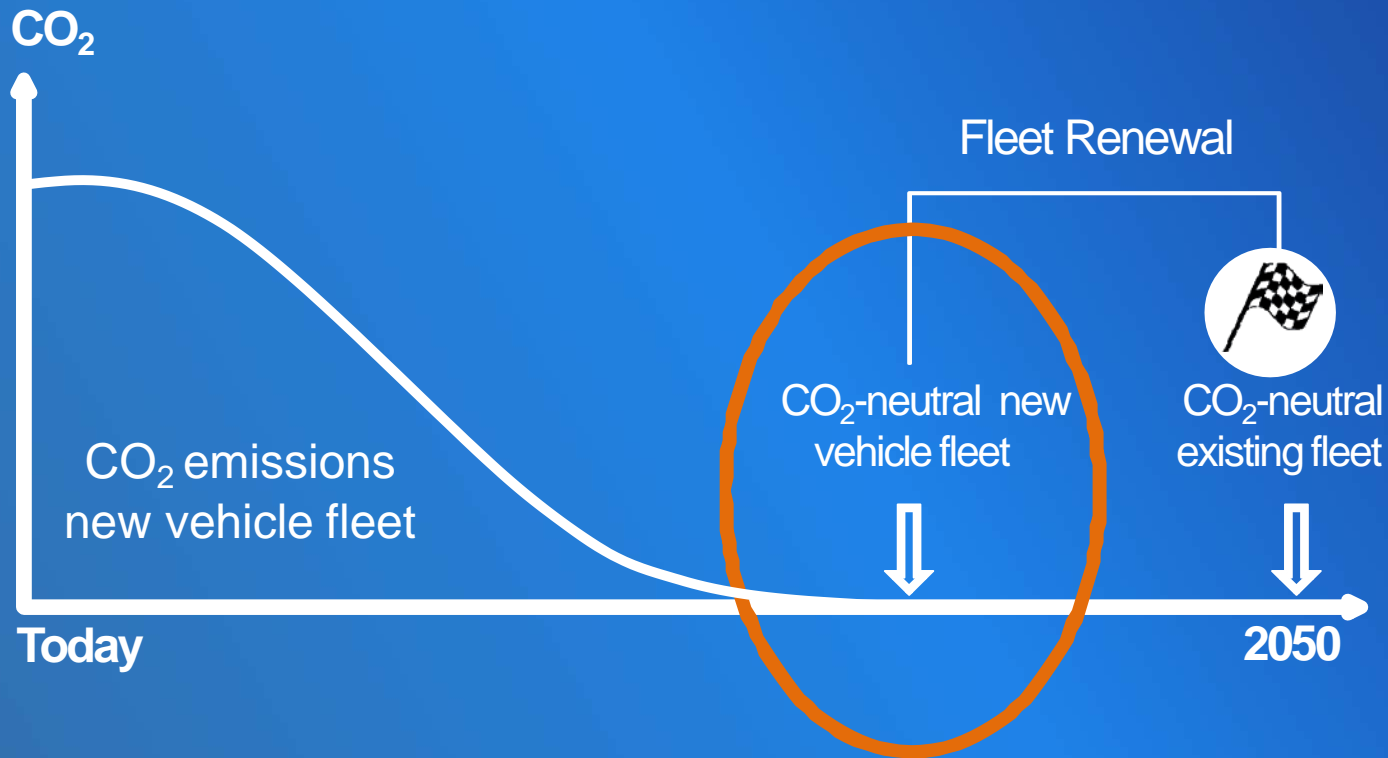 CO₂
Fleet Renewal
CO₂-neutral new
vehicle fleet
CO₂-neutral
existing fleet
CO₂ emissions
new vehicle fleet
Today
2050